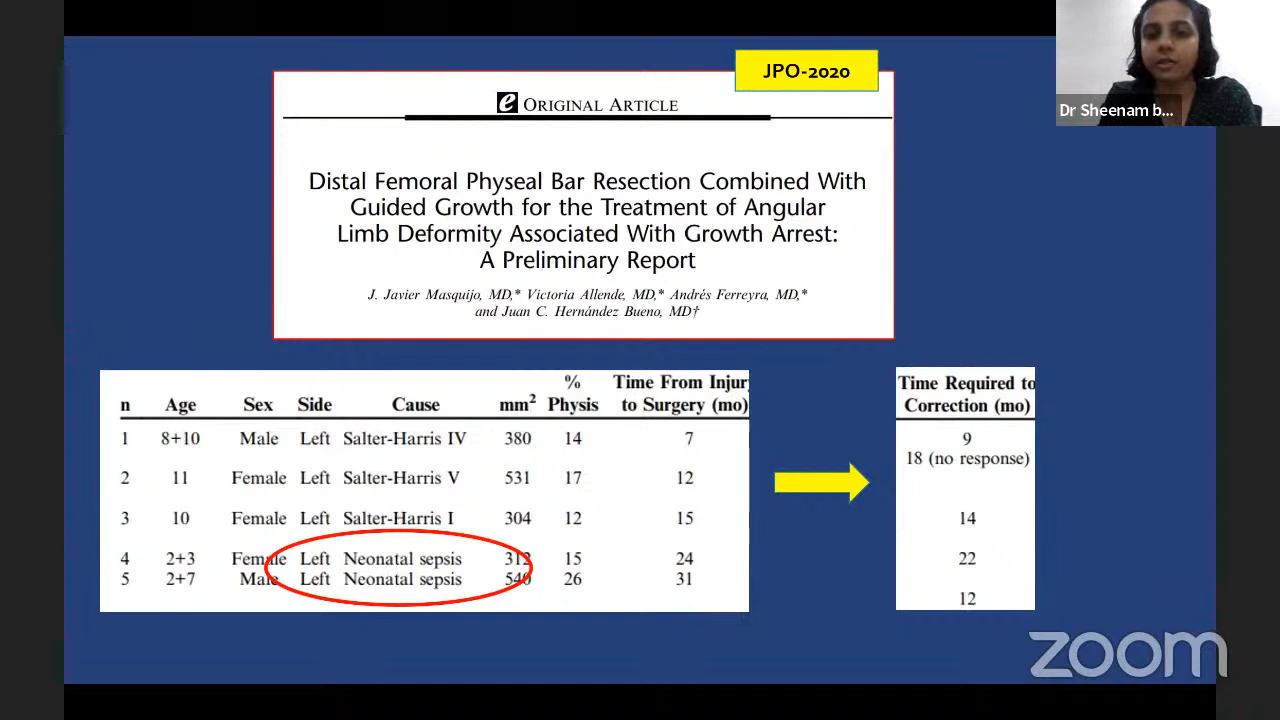 JPO-2020
e ORIGINAL ARTICLE
Dr Sheenam b...
Distal Femoral Physeal Bar Resection Combined With
Guided Growth for the Treatment of Angular
Limb Deformity Associated With Growth Arrest:
A Preliminary Report
J. Javier Masquijo, MD,* Victoria Allende, MD,* Andrés Ferreyra, MD,*
and Juan C. Hernández Bueno, MD†
% Time From Injur
n Age Sex Side Cause mm² Physis to Surgery (mo)
1 8+10 Male Left Salter-Harris IV 380 14 7
2 11 Female Left Salter-Harris V 531 17 12
3 10 Female Left Salter-Harris I 304 12 15
4 2+3 Female Left Neonatal sepsis 312 15 24
5 2+7 Male Left Neonatal sepsis 540 26 31
Time Required to
Correction (mo)
9
18 (no response)
14
22
12
zoom